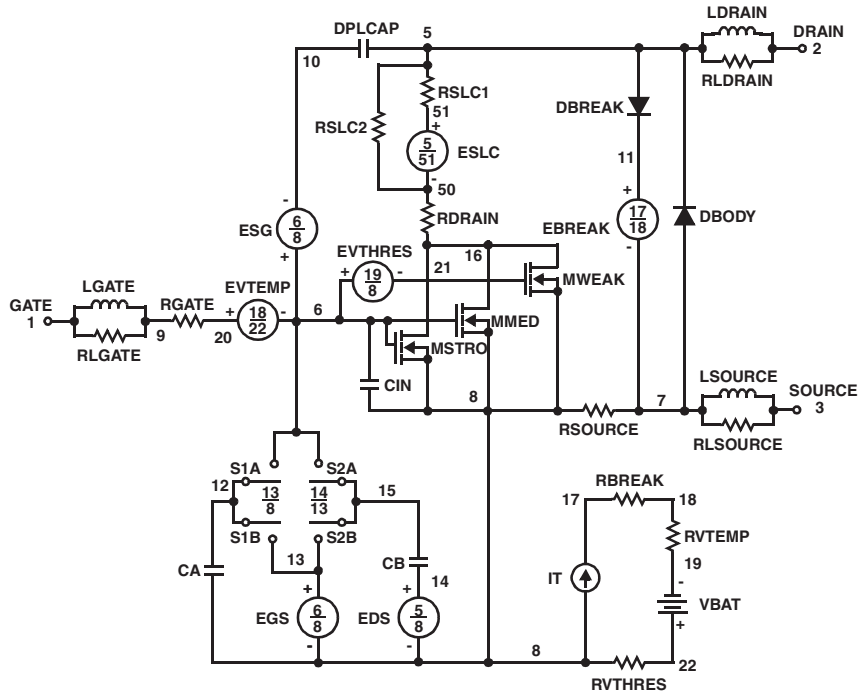 LDRAIN
DPLCAP 5 DRAIN
10 2
RSLC1 RLDRAIN
51 DBREAK
RSLC2 +
5
51 ESLC
11
- 50
- +
ESG 6
8 RDRAIN EBREAK 17
18 DBODY
+ EVTHRES 16 -
LGATE + 19
8 - 21 MWEAK
GATE RGATE EVTEMP
1 + 18
22 - 6 MMED
9 20 MSTRO
RLGATE
CIN LSOURCE
8 7 SOURCE
3
RSOURCE RLSOURCE
S1A S2A
12 13
8 14
13 15 RBREAK
17 18
S1B S2B RVTEMP
13 CB 19
CA IT -
14 VBAT
+ + +
EGS 6
8 EDS 5
8
- - 8 22
RVTHRES